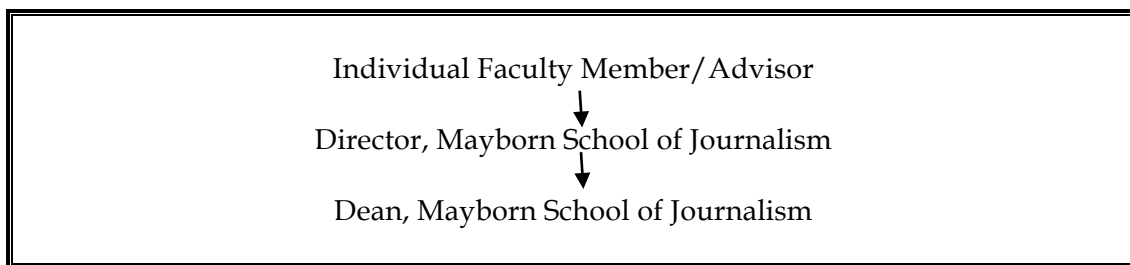 Individual Faculty Member/Advisor
Director, Mayborn School of Journalism
Dean, Mayborn School of Journalism